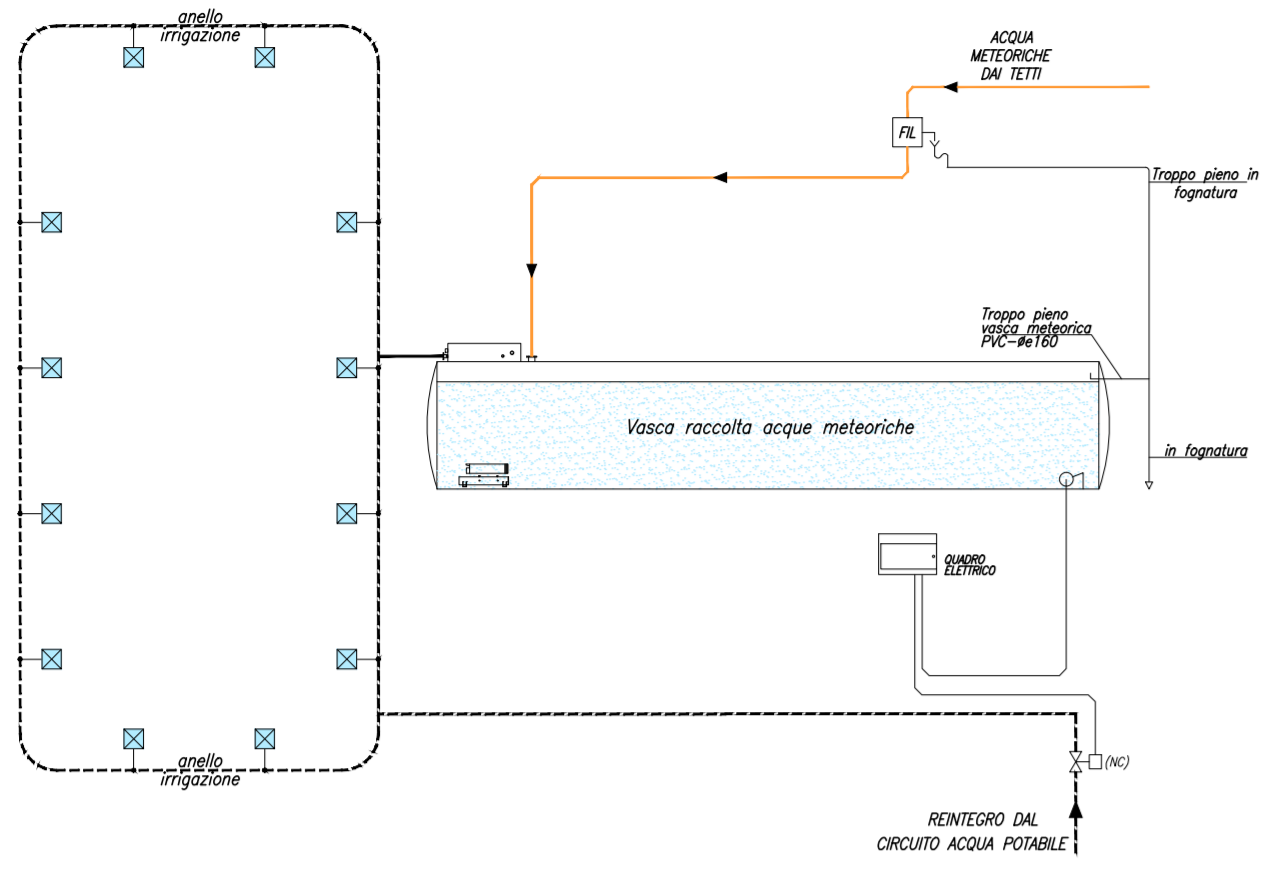 anello
irrigazione
ACQUA
METEORICHE
DAI TETTI
FIL
Troppo pieno in
fognatura
Troppo pieno
vasca meteorica
PVC-Øe160
Vasca raccolta acque meteoriche
in fognatura
QUADRO
ELETTRICO
anello
irrigazione
(NC)
REINTEGRO DAL
CIRCUITO ACQUA POTABILE